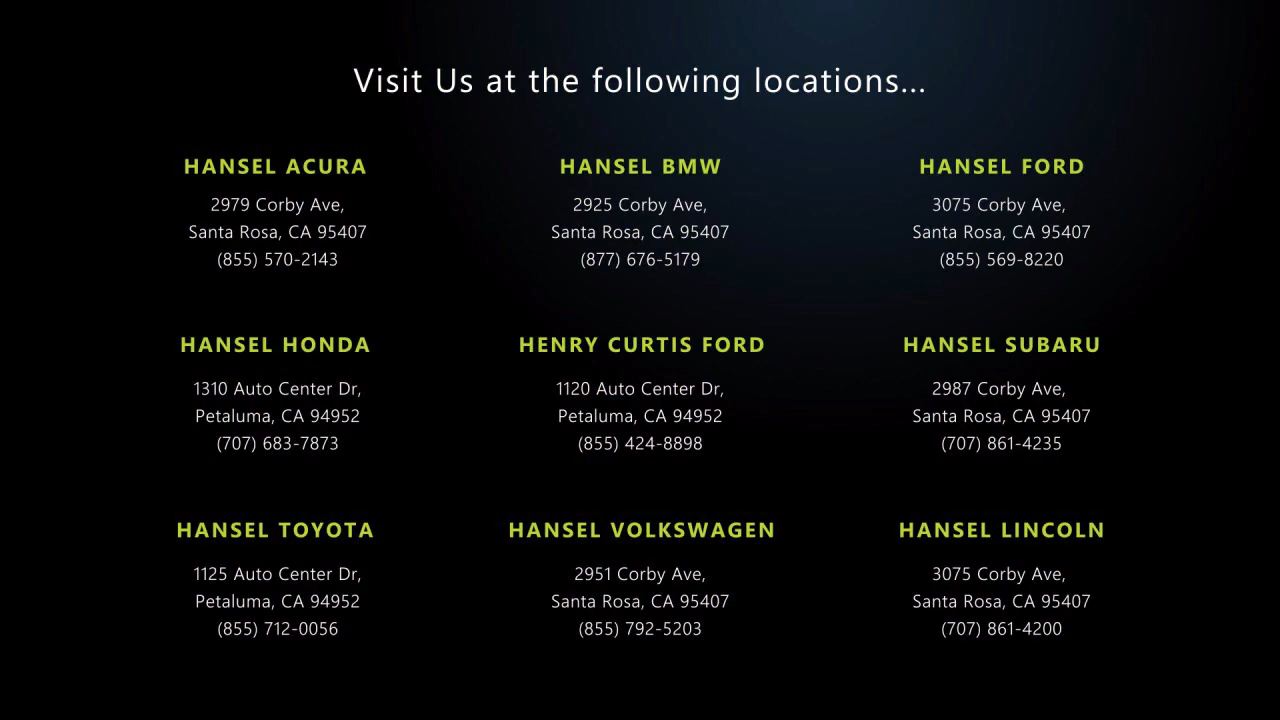 Visit Us at the following locations...
HANSEL ACURA
2979 Corby Ave,
Santa Rosa, CA 95407
(855) 570-2143
HANSEL BMW
2925 Corby Ave,
Santa Rosa, CA 95407
(877) 676-5179
HANSEL FORD
3075 Corby Ave,
Santa Rosa, CA 95407
(855) 569-8220
HANSEL HONDA
1310 Auto Center Dr,
Petaluma, CA 94952
(707) 683-7873
HENRY CURTIS FORD
1120 Auto Center Dr,
Petaluma, CA 94952
(855) 424-8898
HANSEL SUBARU
2987 Corby Ave,
Santa Rosa, CA 95407
(707) 861-4235
HANSEL TOYOTA
1125 Auto Center Dr,
Petaluma, CA 94952
(855) 712-0056
HANSEL VOLKSWAGEN
2951 Corby Ave,
Santa Rosa, CA 95407
(855) 792-5203
HANSEL LINCOLN
3075 Corby Ave,
Santa Rosa, CA 95407
(707) 861-4200